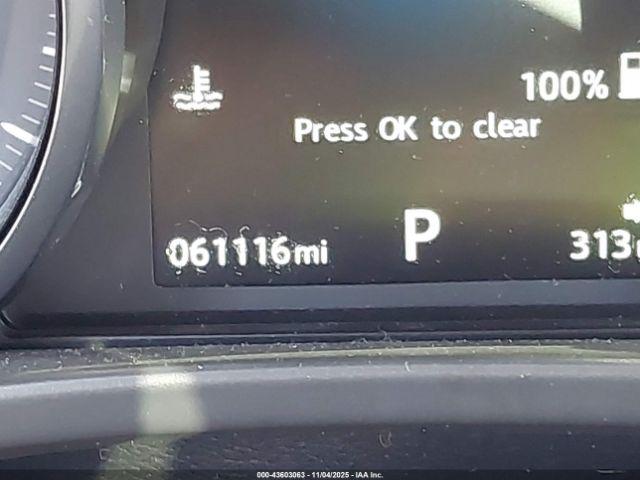 100%
Press OK to clear
061116mi P 313
000-43603063 - 11/04/2025 - IAA Inc.